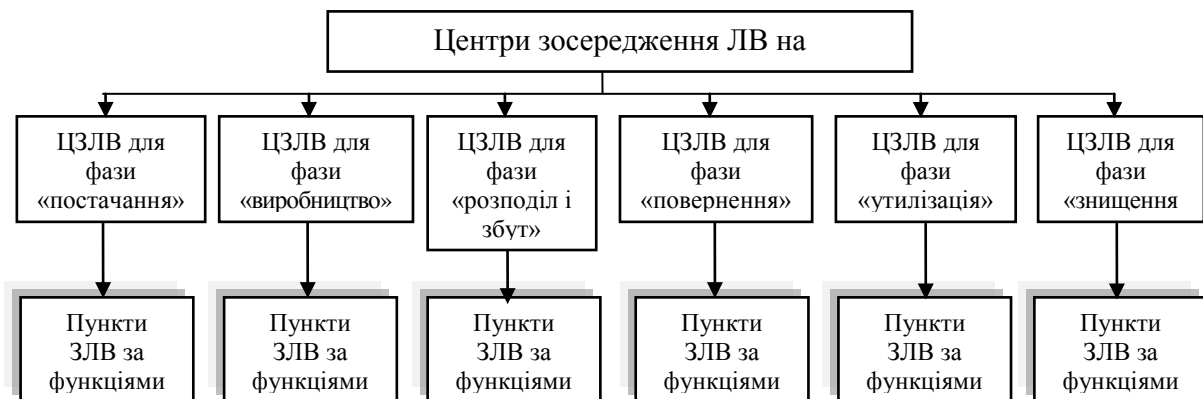 Центри зосередження ЛВ на
ЦЗЛВ для
фази
«постачання»
ЦЗЛВ для
фази
«виробництво»
ЦЗЛВ для
фази
«розподіл і
збут»
ЦЗЛВ для
фази
«повернення»
ЦЗЛВ для
фази
«утилізація»
ЦЗЛВ для
фази
«знищення
Пункти
ЗЛВ за
функціями
Пункти
ЗЛВ за
функціями
Пункти
ЗЛВ за
функціями
Пункти
ЗЛВ за
функціями
Пункти
ЗЛВ за
функціями
Пункти
ЗЛВ за
функціями